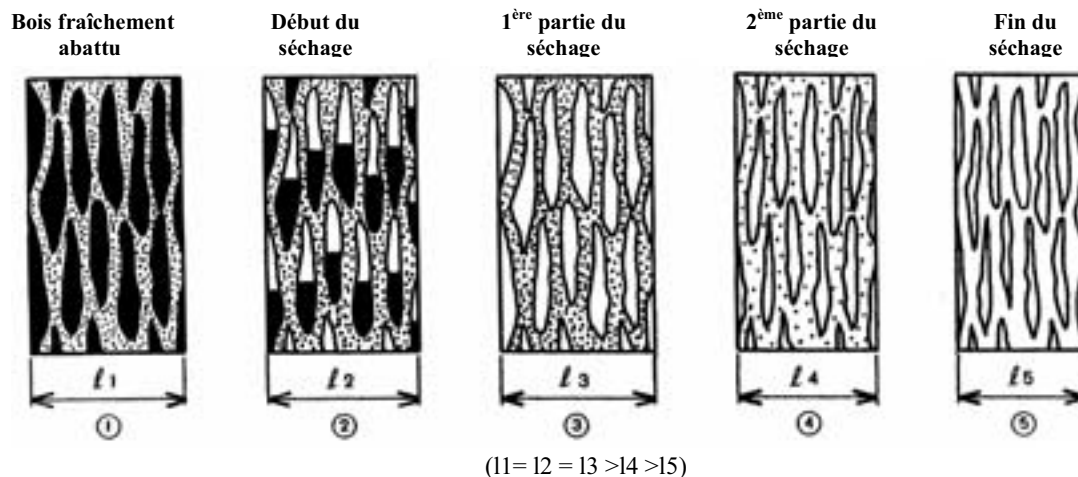 Bois fraîchement abattu
Début du séchage
1ère partie du séchage
2ème partie du séchage
Fin du séchage
l1
l2
l3
l4
l5
①
②
③
④
⑤
(l1= l2 = l3 >l4 >l5)